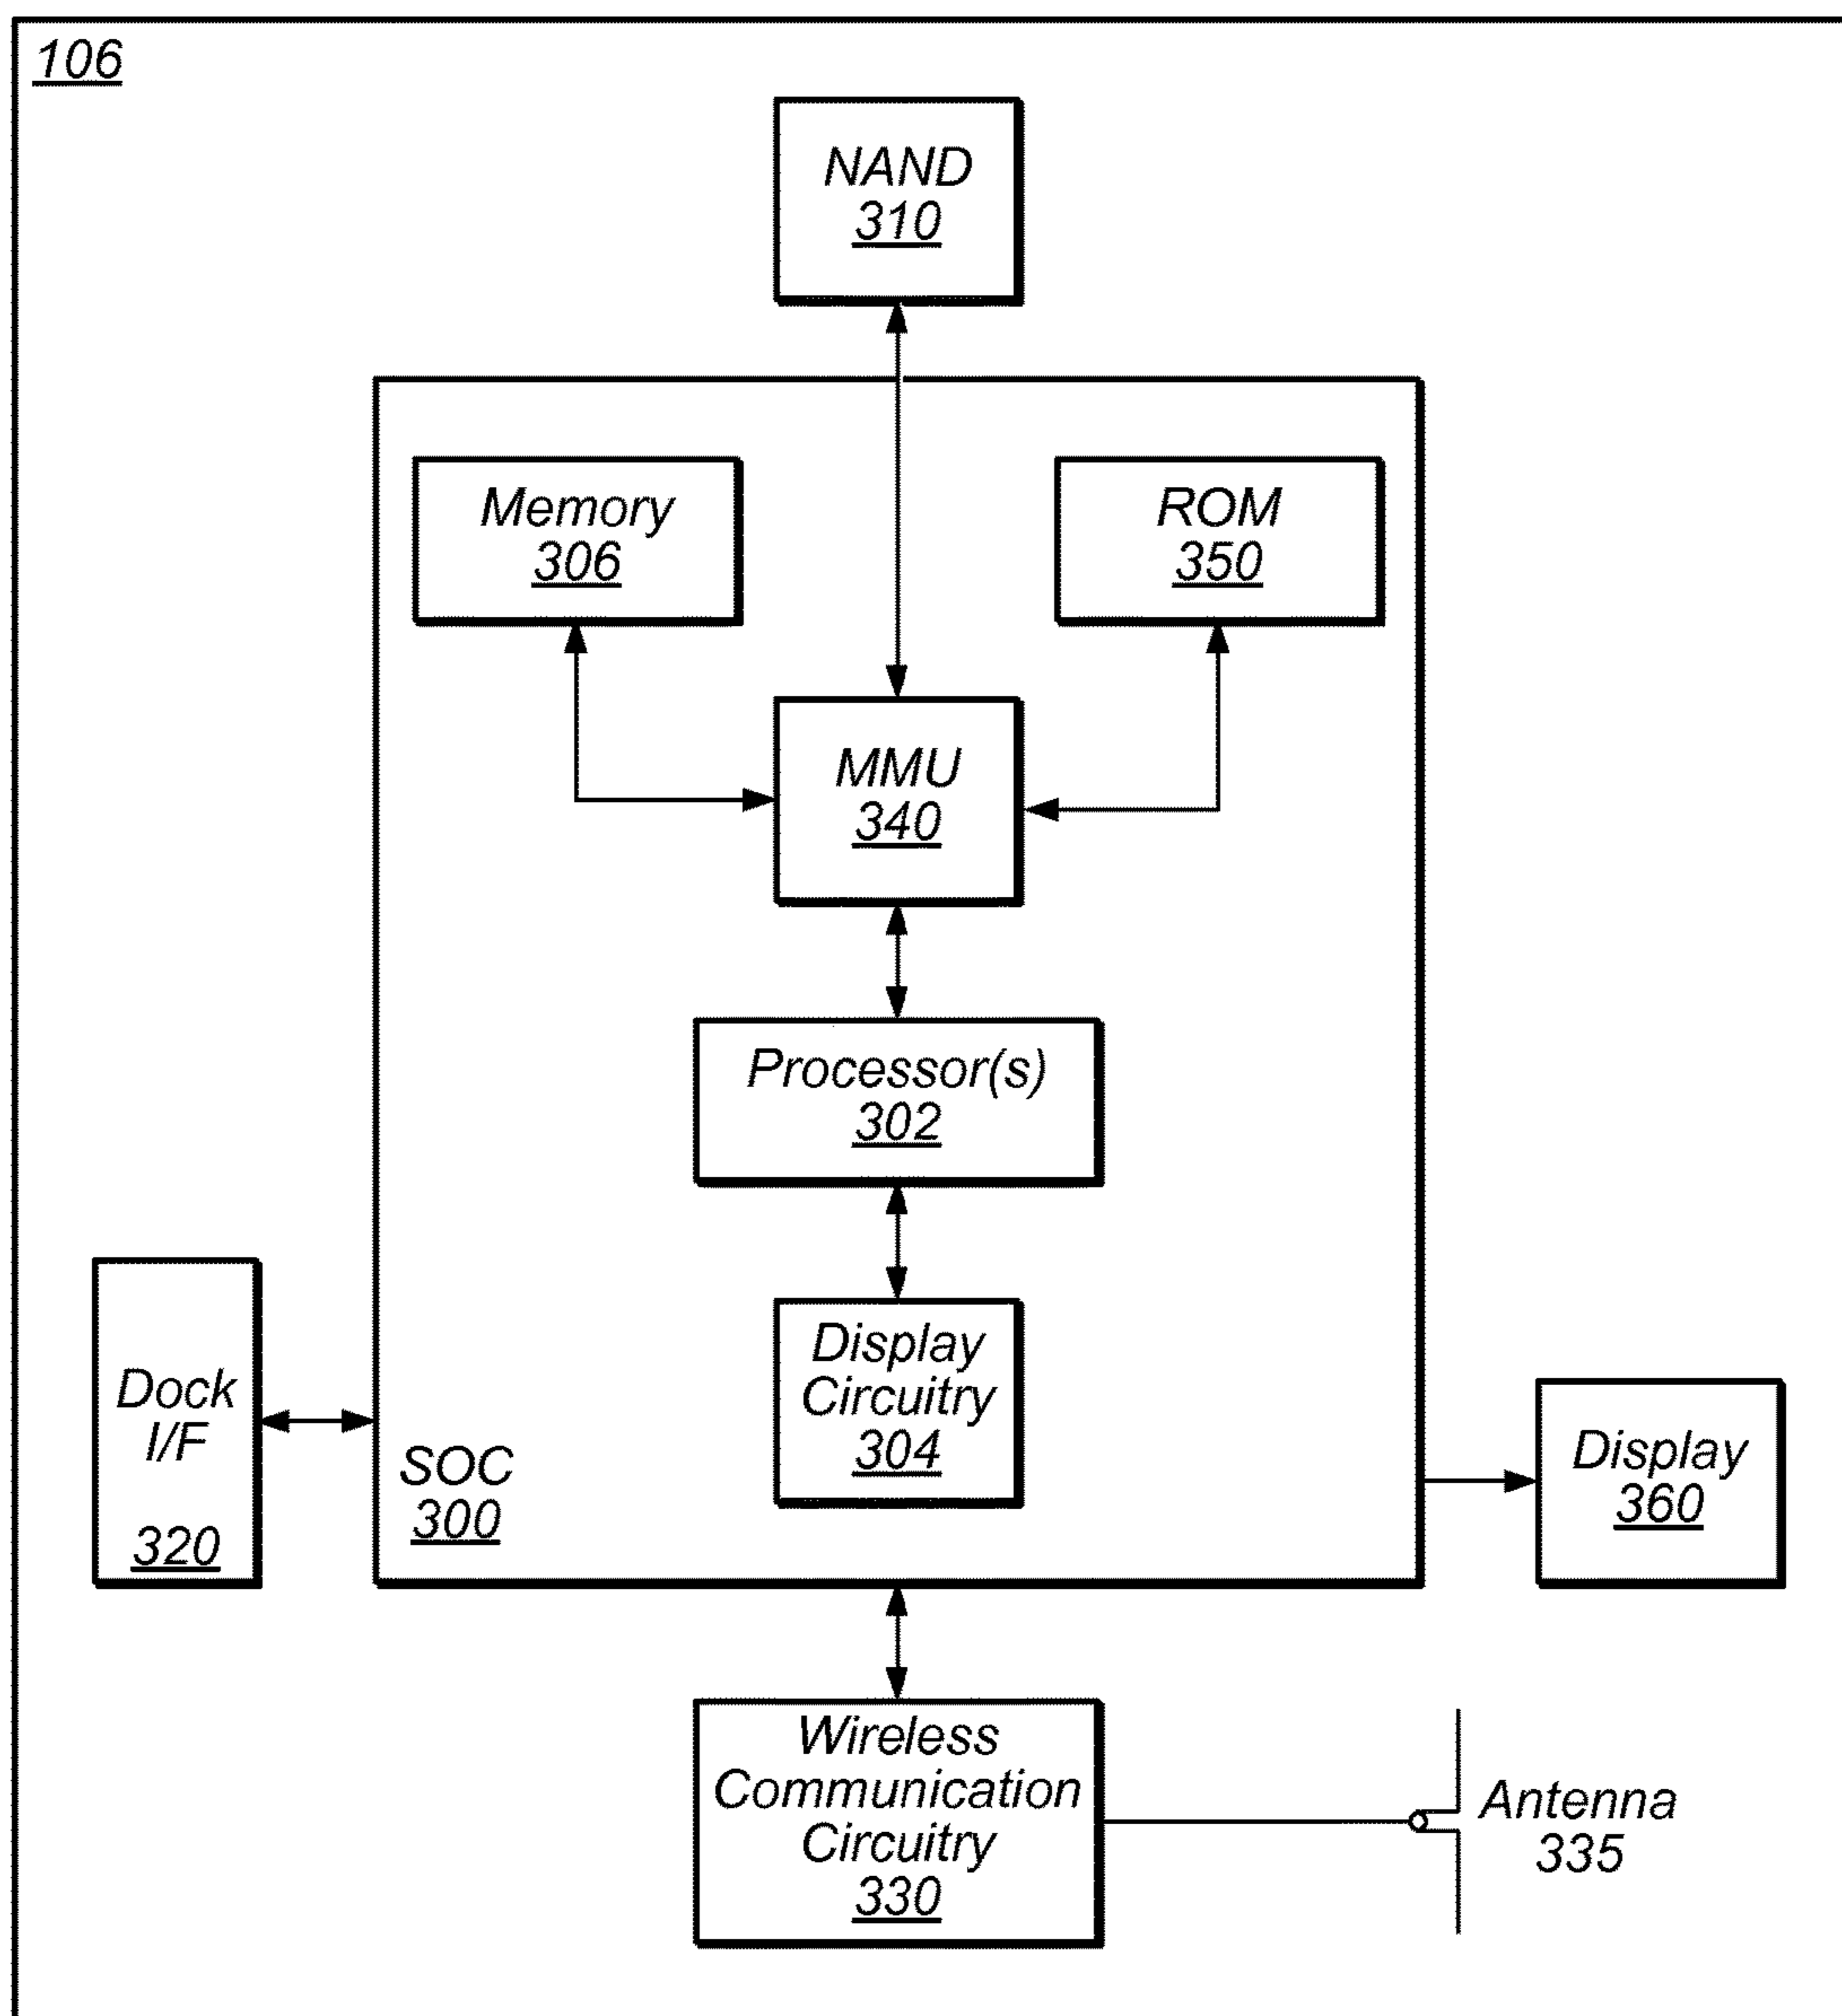 106
NAND
310
Memory
306
ROM
350
MMU
340
Processor(s)
302
Display
Circuitry
304
Dock
I/F
320
SOC
300
Display
360
Wireless
Communication
Circuitry
330
Antenna
335